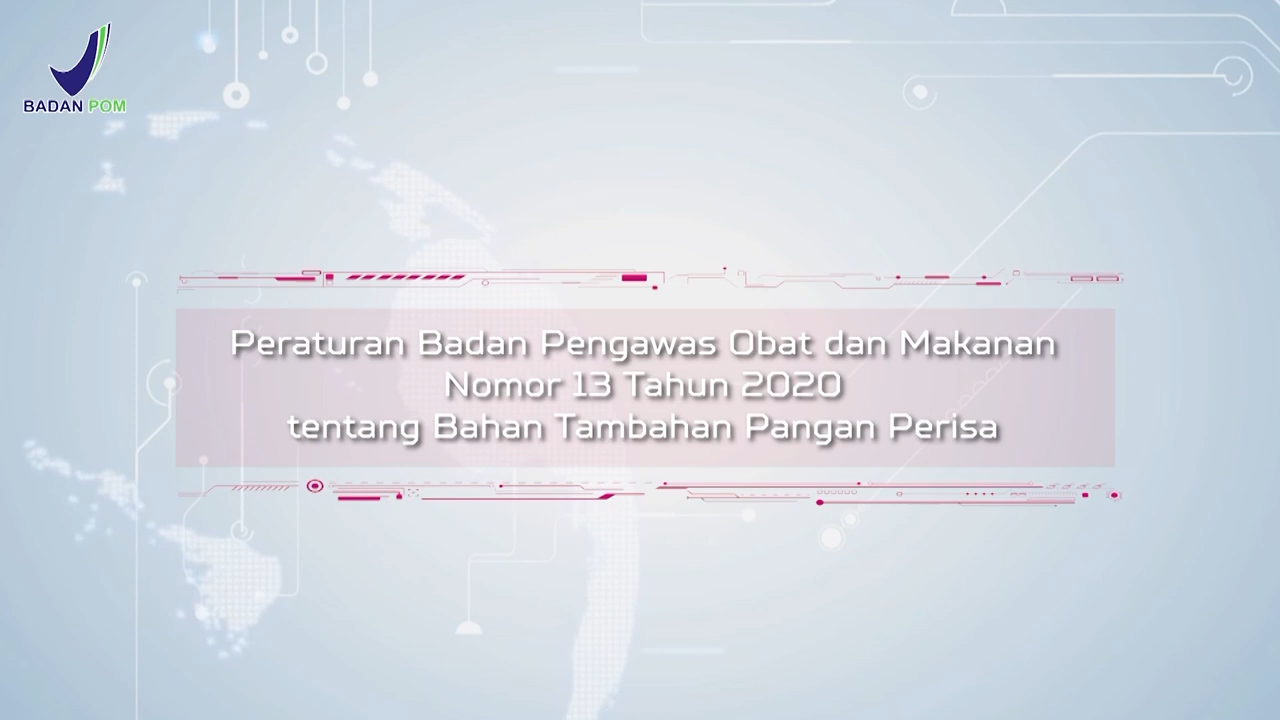 BADAN POM
Peraturan Badan Pengawas Obat dan Makanan
Nomor 13 Tahun 2020
tentang Bahan Tambahan Pangan Perisa